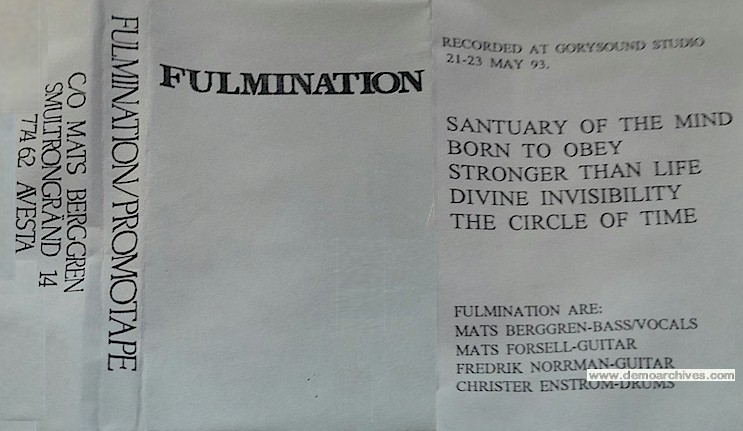 C/O MATS BERGGREN
SMULTRONGRÄND 14
774 62 AVESTA
FULMINATION/PROMOTAPE
FULMINATION
RECORDED AT GORYSOUND STUDIO
21-23 MAY 93.
SANTUARY OF THE MIND
BORN TO OBEY
STRONGER THAN LIFE
DIVINE INVISIBILITY
THE CIRCLE OF TIME
FULMINATION ARE:
MATS BERGGREN-BASS/VOCALS
MATS FORSELL-GUITAR
FREDRIK NORRMAN-GUITAR
CHRISTER ENSTROM-DRUMS
www.demoarchives.com